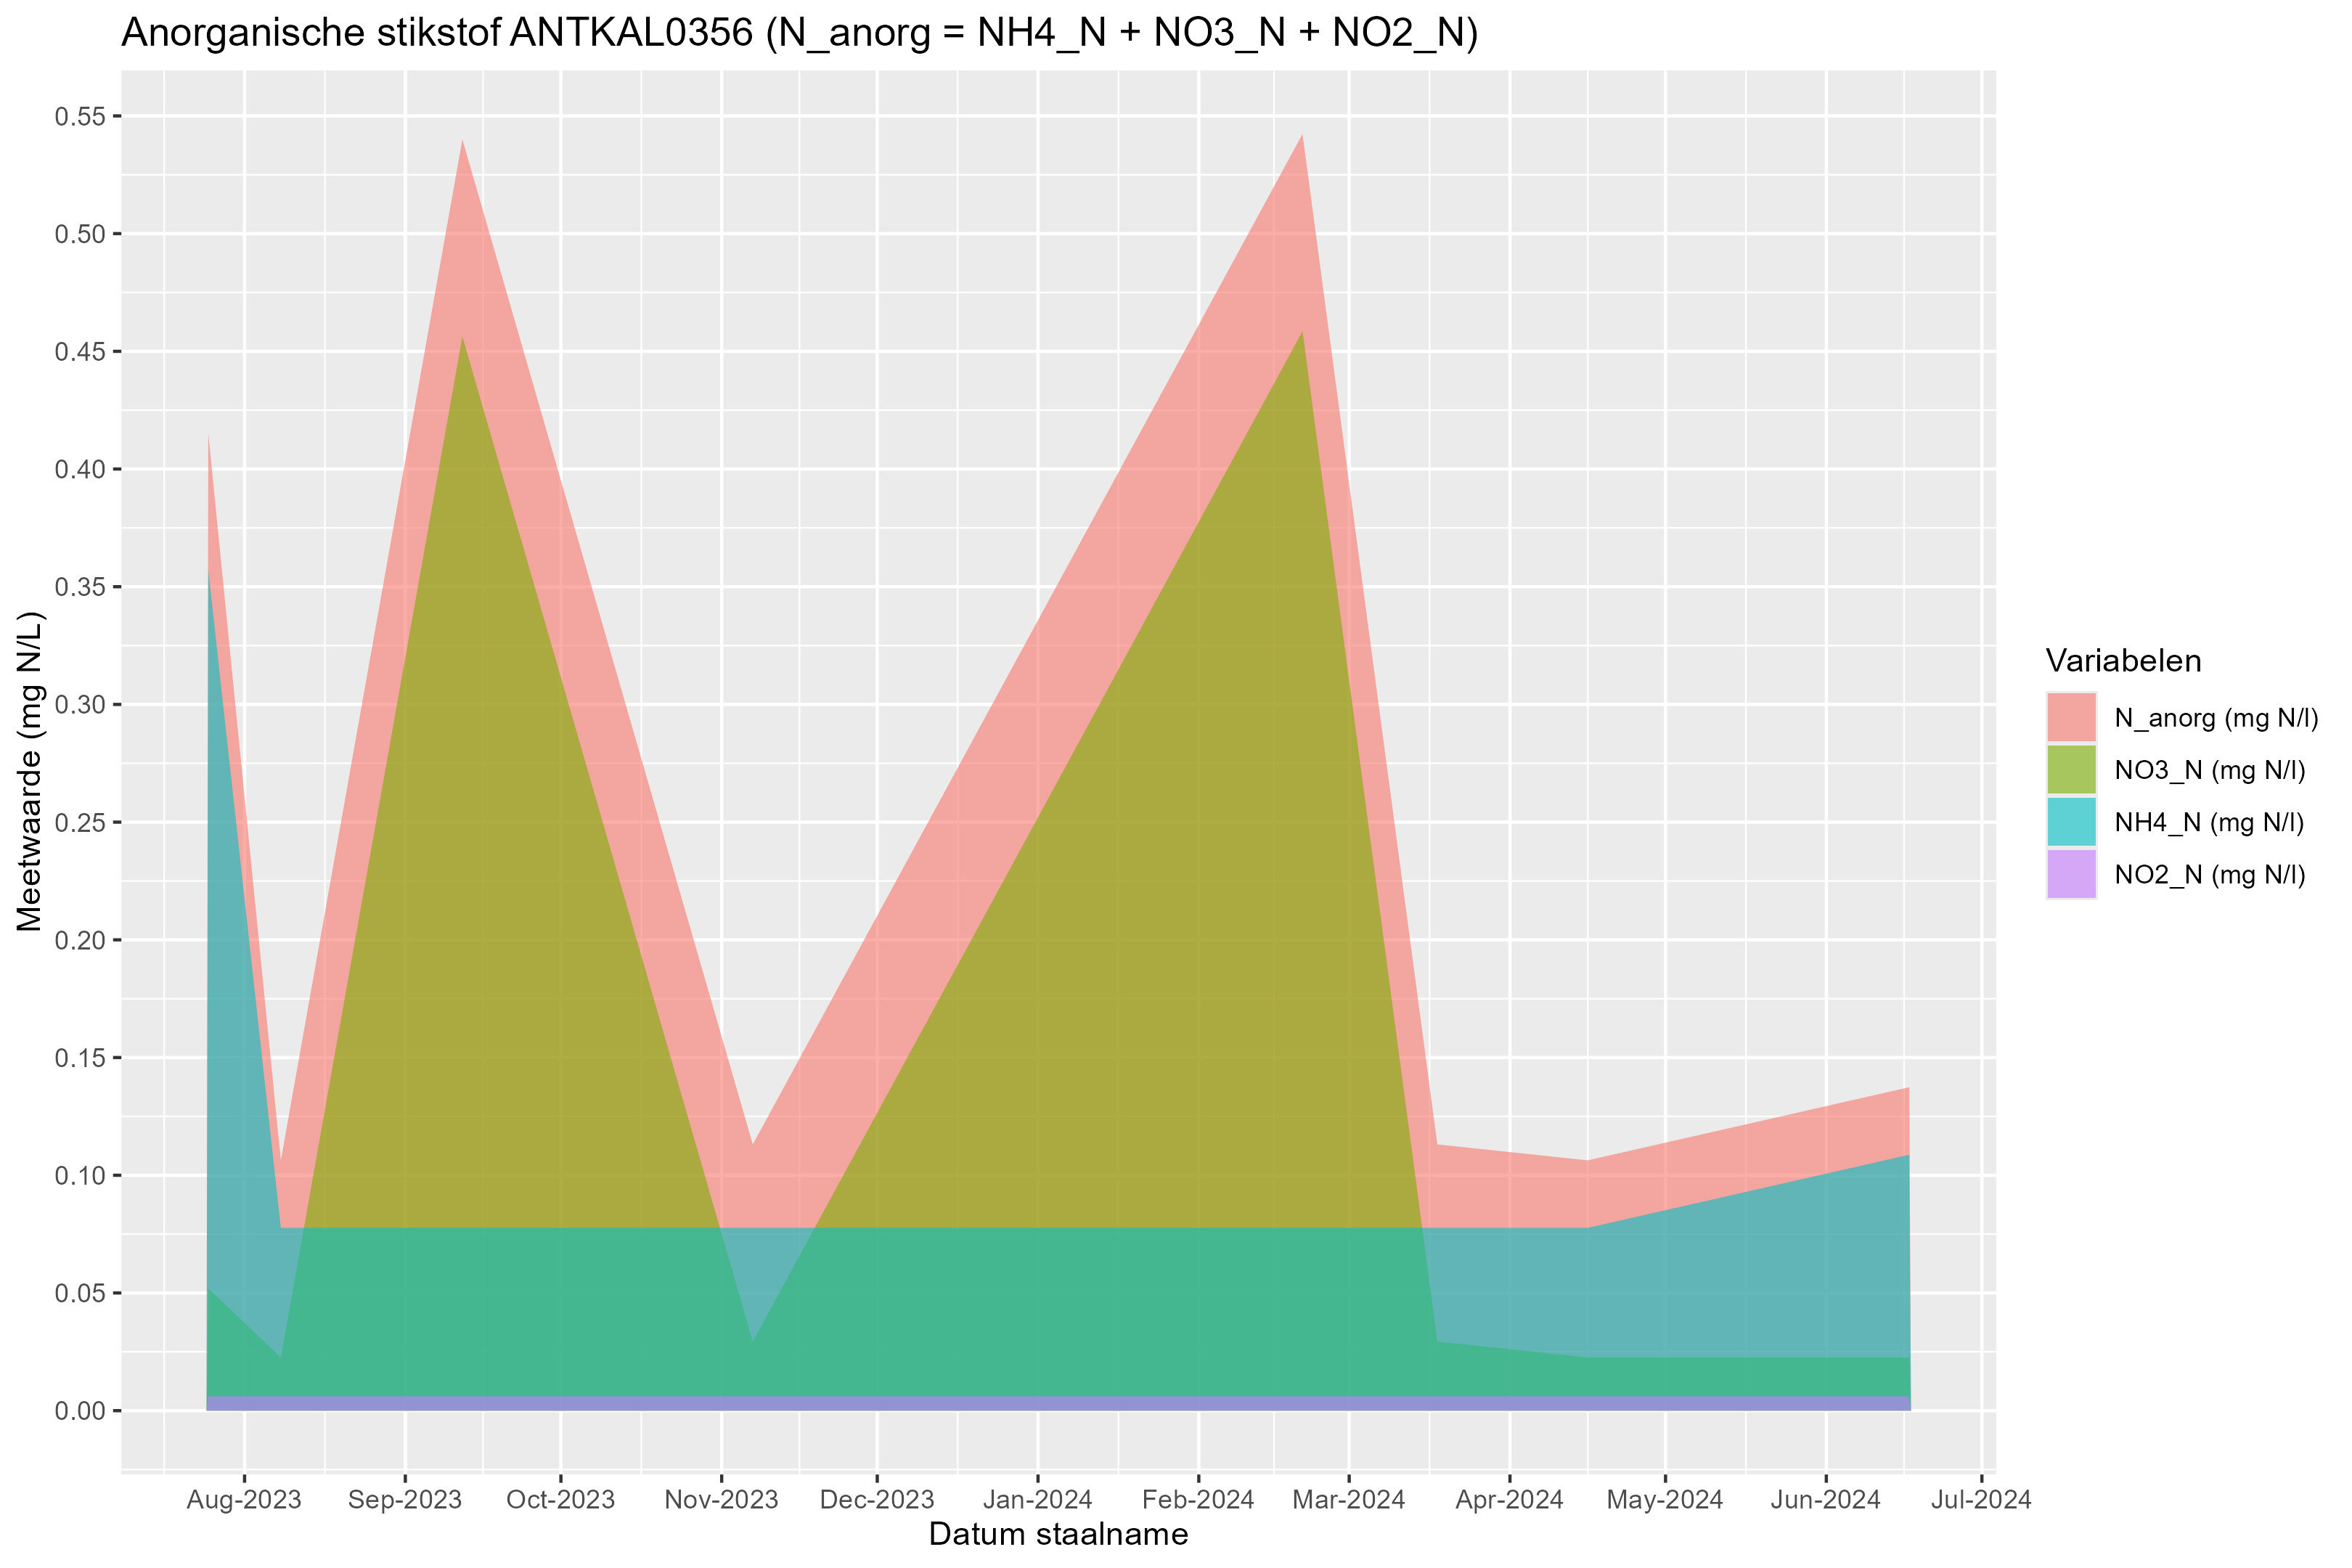 Anorganische stikstof ANTKAL0356 (N_anorg = NH4_N + NO3_N + NO2_N)
0.55
0.50
0.45
0.40
0.35
0.30
0.25
0.20
0.15
0.10
0.05
0.00
Meetwaarde (mg N/L)
Aug-2023 Sep-2023 Oct-2023 Nov-2023 Dec-2023 Jan-2024 Feb-2024 Mar-2024 Apr-2024 May-2024 Jun-2024 Jul-2024
Datum staalname
Variabelen
N_anorg (mg N/l)
NO3_N (mg N/l)
NH4_N (mg N/l)
NO2_N (mg N/l)